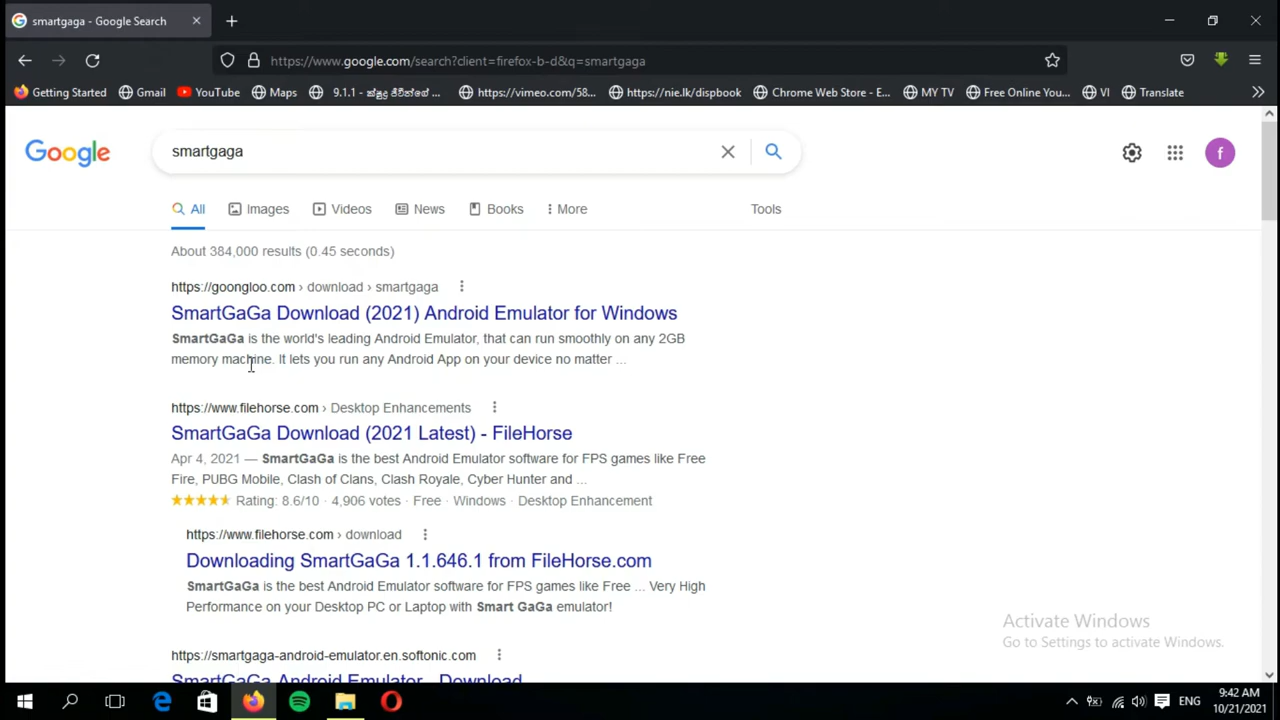 smartgaga - Google Search
https://www.google.com/search?client=firefox-b-d&q=smartgaga
Getting Started Gmail YouTube Maps 9.1.1 - ක්ෂුද්‍ර ජීවීන්ගේ ... https://vimeo.com/58... https://nie.lk/dispbook Chrome Web Store - E... MY TV Free Online You... VI Translate
Google smartgaga f
All Images Videos News Books More Tools
About 384,000 results (0.45 seconds)
https://goongloo.com › download › smartgaga
SmartGaGa Download (2021) Android Emulator for Windows
SmartGaGa is the world's leading Android Emulator, that can run smoothly on any 2GB
memory machine. It lets you run any Android App on your device no matter ...
https://www.filehorse.com › Desktop Enhancements
SmartGaGa Download (2021 Latest) - FileHorse
Apr 4, 2021 — SmartGaGa is the best Android Emulator software for FPS games like Free
Fire, PUBG Mobile, Clash of Clans, Clash Royale, Cyber Hunter and ...
Rating: 8.6/10 · 4,906 votes · Free · Windows · Desktop Enhancement
https://www.filehorse.com › download
Downloading SmartGaGa 1.1.646.1 from FileHorse.com
SmartGaGa is the best Android Emulator software for FPS games like Free ... Very High
Performance on your Desktop PC or Laptop with Smart GaGa emulator!
Activate Windows
Go to Settings to activate Windows.
https://smartgaga-android-emulator.en.softonic.com
SmartGaGa Android Emulator - Download
ENG
9:42 AM
10/21/2021